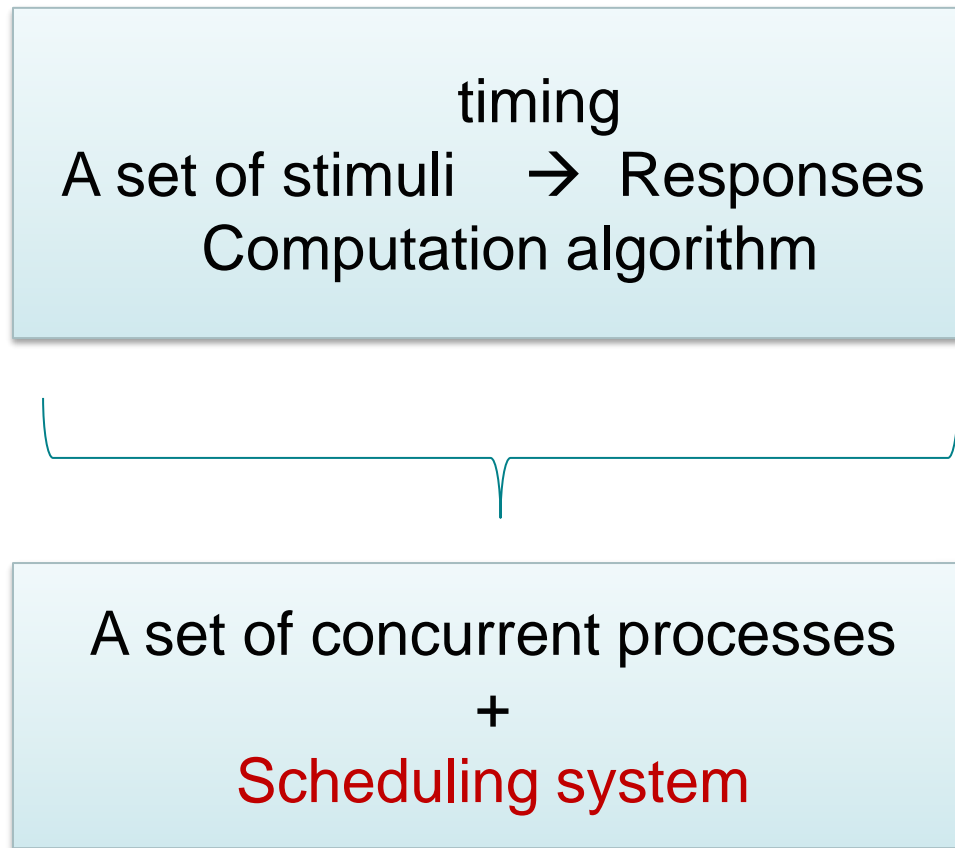 timing
A set of stimuli → Responses
Computation algorithm
A set of concurrent processes
+
Scheduling system